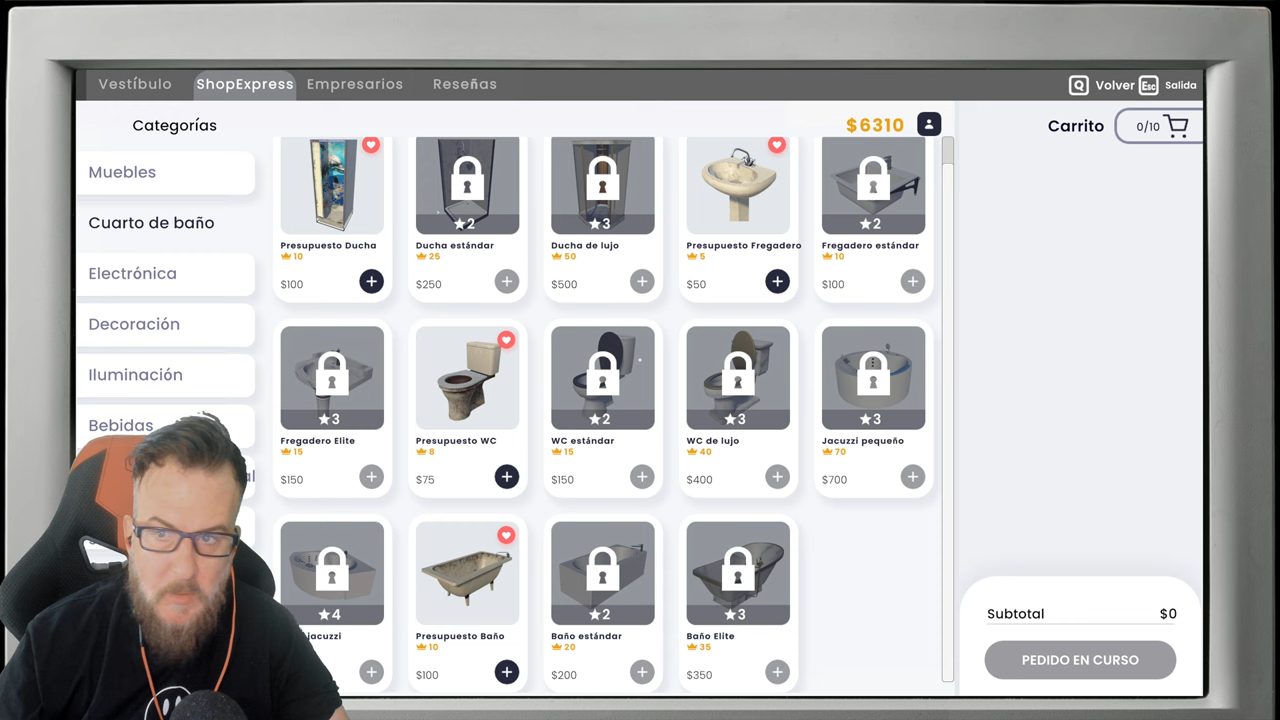 Vestíbulo ShopExpress Empresarios Reseñas Q Volver Esc Salida
Categorías
$6310
Carrito 0/10
Muebles
Cuarto de baño
Electrónica
Decoración
Iluminación
Bebidas
al
★2 ★3 ★2
Presupuesto Ducha Ducha estándar Ducha de lujo Presupuesto Fregadero Fregadero estándar
10 25 50 5 10
$100 + $250 + $500 + $50 + $100 +
★3 ★2 ★3 ★3
Fregadero Elite Presupuesto WC WC estándar WC de lujo Jacuzzi pequeño
15 8 15 40 70
$150 + $75 + $150 + $400 + $700 +
★4 ★2 ★3
jacuzzi Presupuesto Baño Baño estándar Baño Elite
10 20 35
+ $100 + $200 + $350 +
Subtotal $0
PEDIDO EN CURSO